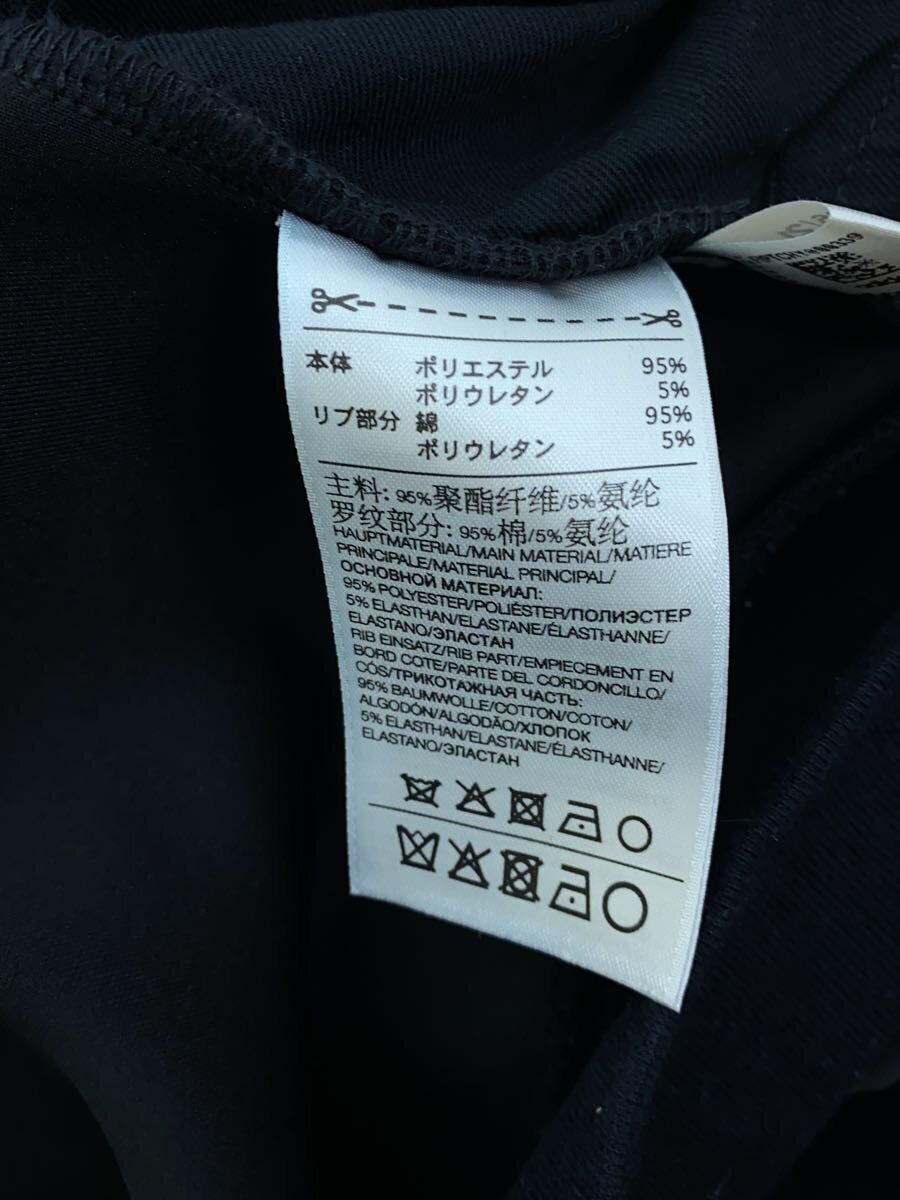 本体 ポリエステル 95%
ポリウレタン 5%
リブ部分 綿 95%
ポリウレタン 5%
主料: 95%聚酯纤维/5%氨纶
罗纹部分: 95%棉/5%氨纶
HAUPTMATERIAL/MAIN MATERIAL/MATIERE
PRINCIPALE/MATERIAL PRINCIPAL/
ОСНОВНОЙ МАТЕРИАЛ:
95% POLYESTER/POLIÉSTER/ПОЛИЭСТЕР
5% ELASTHAN/ELASTANE/ÉLASTHANNE/
ELASTANO/ЭЛАСТАН
RIB EINSATZ/RIB PART/EMPIECEMENT EN
BORD COTE/PARTE DEL CORDONCILLO/
CÓS/ТРИКОТАЖНАЯ ЧАСТЬ:
95% BAUMWOLLE/COTTON/COTON/
ALGODÓN/ALGODÃO/ХЛОПОК
5% ELASTHAN/ELASTANE/ÉLASTHANNE/
ELASTANO/ЭЛАСТАН